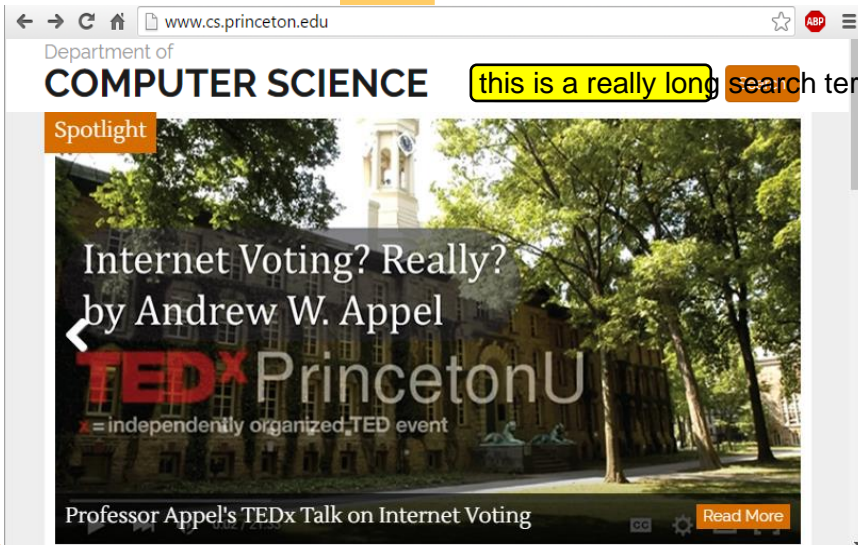 www.cs.princeton.edu
ABP
Department of
COMPUTER SCIENCE
this is a really long search ter
Spotlight
Internet Voting? Really?
by Andrew W. Appel
TEDx PrincetonU
x=independently organized TED event
Professor Appel's TEDx Talk on Internet Voting
CC
Read More